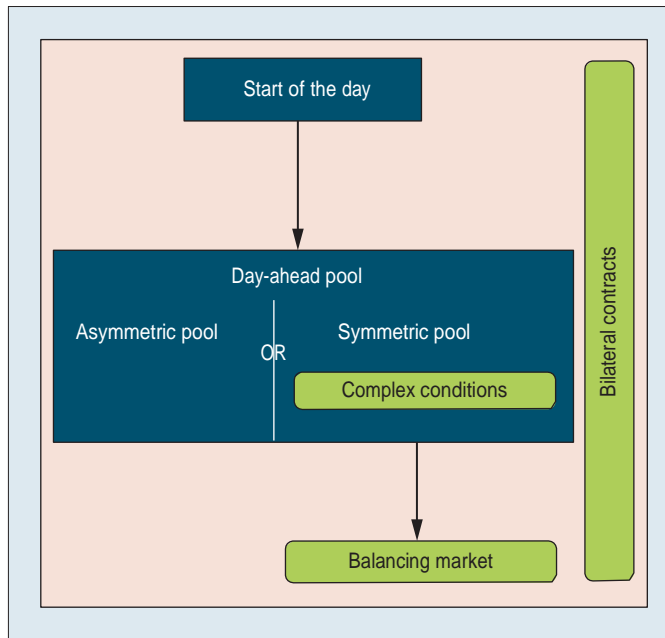 Start of the day
Day-ahead pool
Asymmetric pool
OR
Symmetric pool
Complex conditions
Balancing market
Bilateral contracts